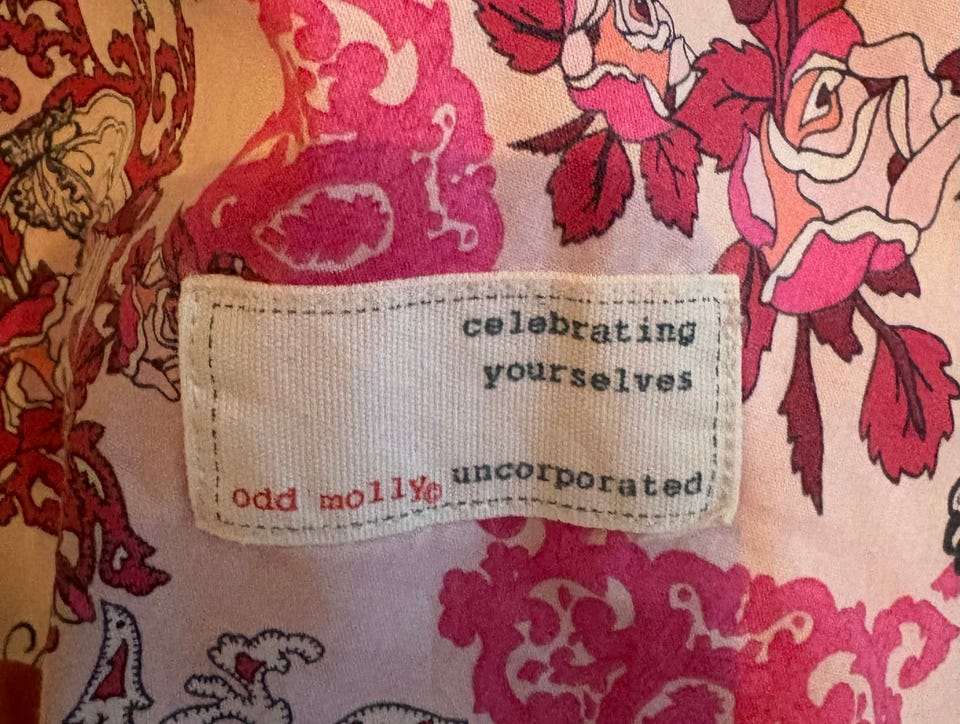 celebrating
yourselves
odd molly© uncorporated